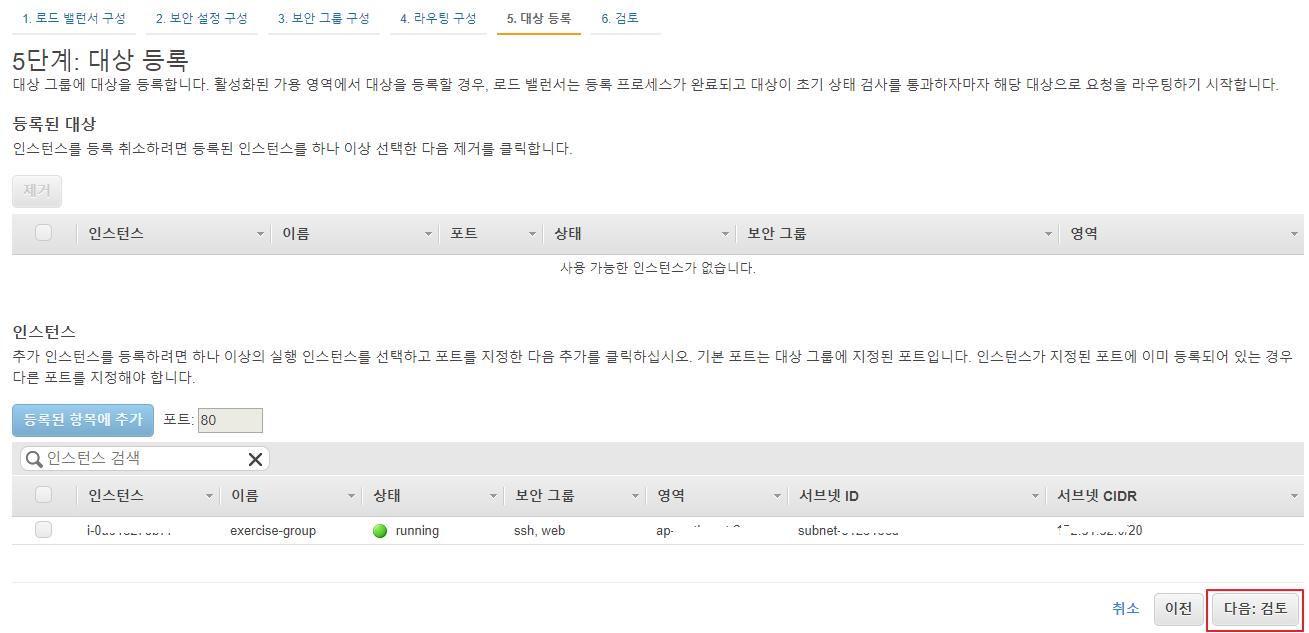 1. 로드 밸런서 구성 2. 보안 설정 구성 3. 보안 그룹 구성 4. 라우팅 구성 5. 대상 등록 6. 검토
5단계: 대상 등록
대상 그룹에 대상을 등록합니다. 활성화된 가용 영역에서 대상을 등록할 경우, 로드 밸런서는 등록 프로세스가 완료되고 대상이 초기 상태 검사를 통과하자마자 해당 대상으로 요청을 라우팅하기 시작합니다.
등록된 대상
인스턴스를 등록 취소하려면 등록된 인스턴스를 하나 이상 선택한 다음 제거를 클릭합니다.
제거
인스턴스 이름 포트 상태 보안 그룹 영역
사용 가능한 인스턴스가 없습니다.
인스턴스
추가 인스턴스를 등록하려면 하나 이상의 실행 인스턴스를 선택하고 포트를 지정한 다음 추가를 클릭하십시오. 기본 포트는 대상 그룹에 지정된 포트입니다. 인스턴스가 지정된 포트에 이미 등록되어 있는 경우
다른 포트를 지정해야 합니다.
등록된 항목에 추가 포트: 80
인스턴스 검색
인스턴스 이름 상태 보안 그룹 영역 서브넷 ID 서브넷 CIDR
exercise-group running ssh, web ap- subnet- /20
취소 이전 다음: 검토